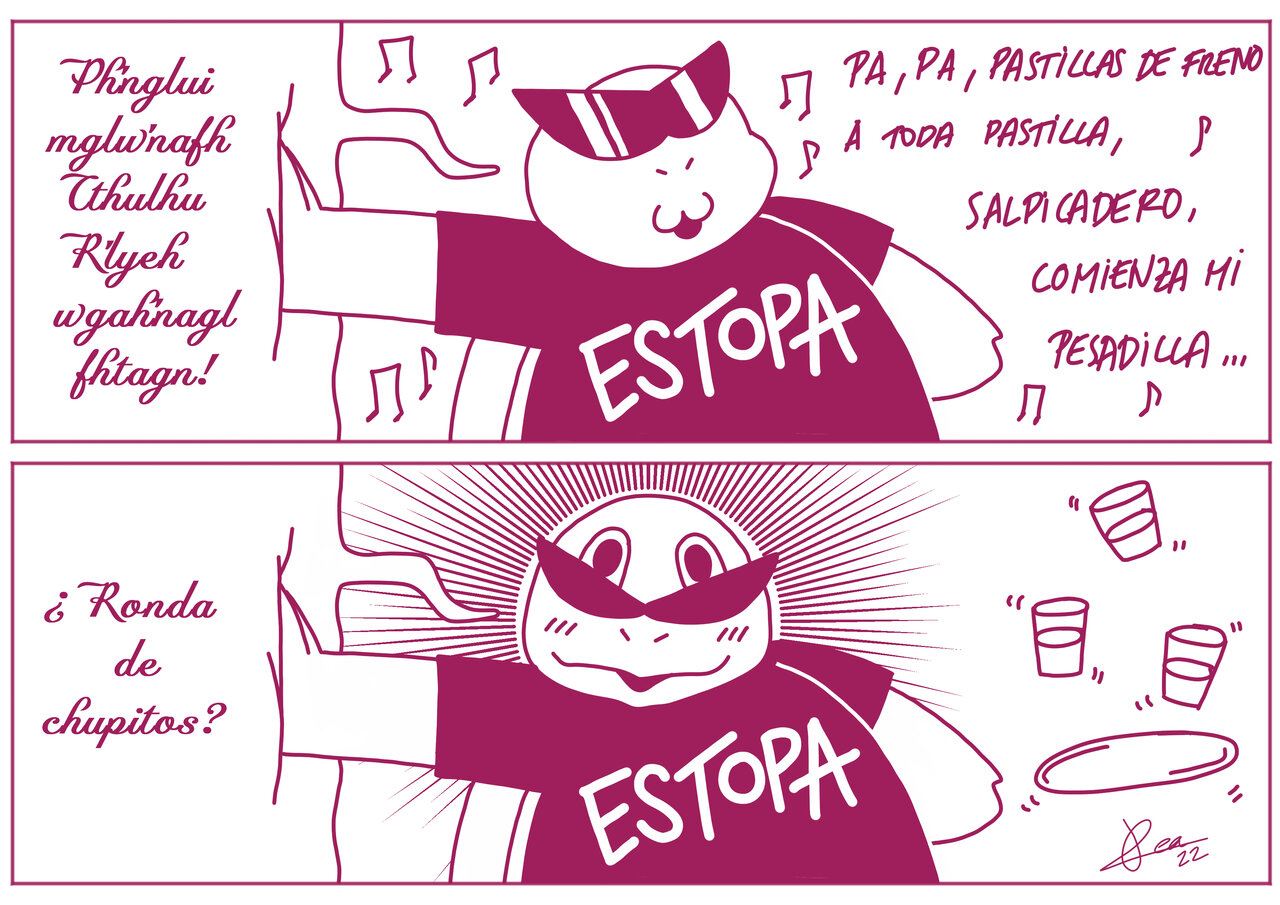 Ph'nglui
mglw'nafh
Cthulhu
R'lyeh
wgah'nagl
fhtagn!
PA, PA, PASTILLAS DE FRENO
A TODA PASTILLA,
SALPICADERO,
COMIENZA MI
PESADILLA...
ESTOPA
¿Ronda
de
chupitos?
ESTOPA
22